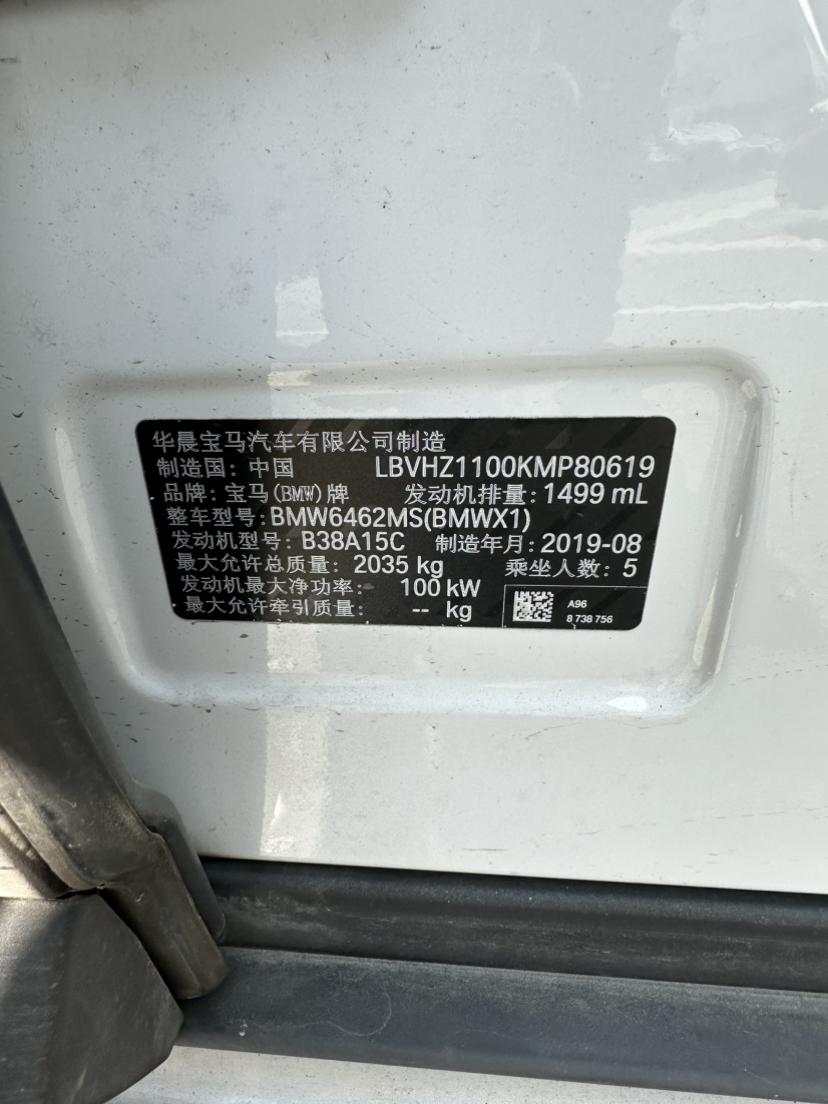 华晨宝马汽车有限公司制造
制造国：中国 LBVHZ1100KMP80619
品牌：宝马(BMW)牌 发动机排量：1499 mL
整车型号：BMW6462MS(BMWX1)
发动机型号：B38A15C 制造年月：2019-08
最大允许总质量：2035 kg 乘坐人数：5
发动机最大净功率：100 kW
最大允许牵引质量：-- kg
A96
8 738 756